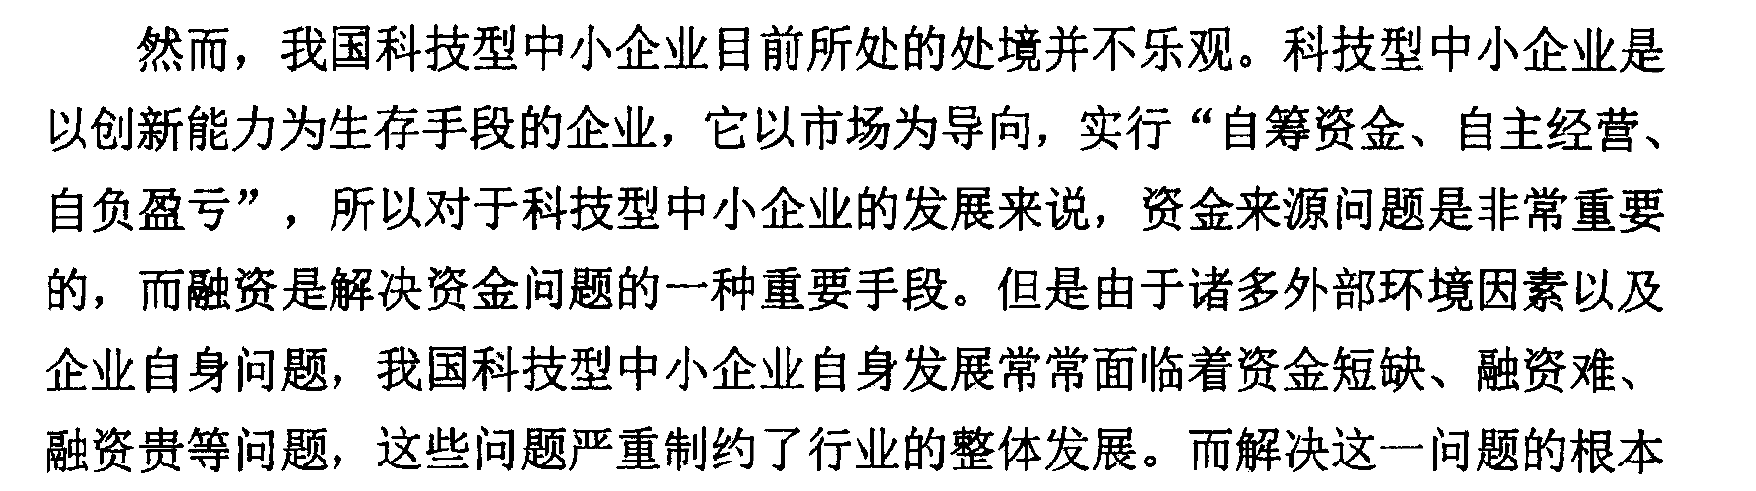 然而，我国科技型中小企业目前所处的处境并不乐观。科技型中小企业是
以创新能力为生存手段的企业，它以市场为导向，实行“自筹资金、自主经营、
自负盈亏”，所以对于科技型中小企业的发展来说，资金来源问题是非常重要
的，而融资是解决资金问题的一种重要手段。但是由于诸多外部环境因素以及
企业自身问题，我国科技型中小企业自身发展常常面临着资金短缺、融资难、
融资贵等问题，这些问题严重制约了行业的整体发展。而解决这一问题的根本